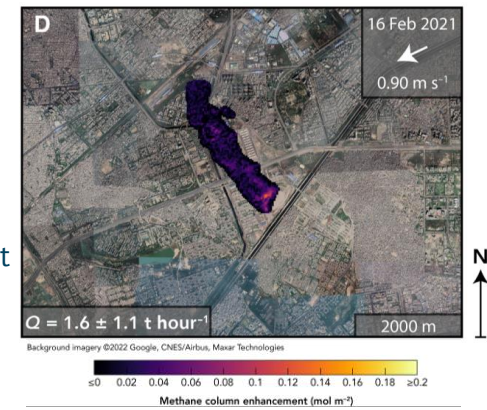 D
16 Feb 2021
0.90 m s⁻¹
t
N
Q = 1.6 ± 1.1 t hour⁻¹
2000 m
Background imagery ©2022 Google, CNES/Airbus, Maxar Technologies
≤0 0.02 0.04 0.06 0.08 0.1 0.12 0.14 0.16 0.18 ≥0.2
Methane column enhancement (mol m⁻²)